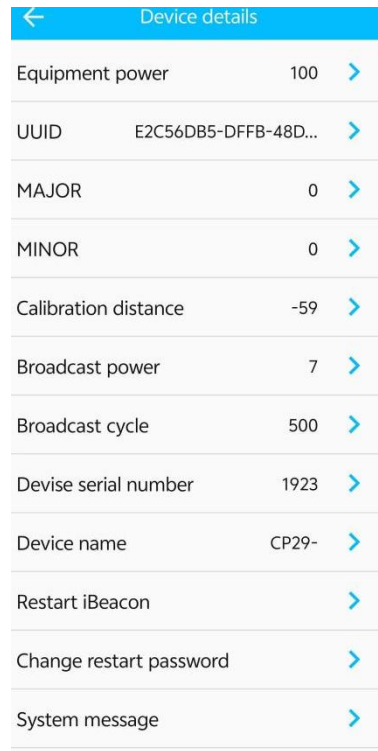 Device details
Equipment power 100
UUID E2C56DB5-DFFB-48D...
MAJOR 0
MINOR 0
Calibration distance -59
Broadcast power 7
Broadcast cycle 500
Devise serial number 1923
Device name CP29-
Restart iBeacon
Change restart password
System message